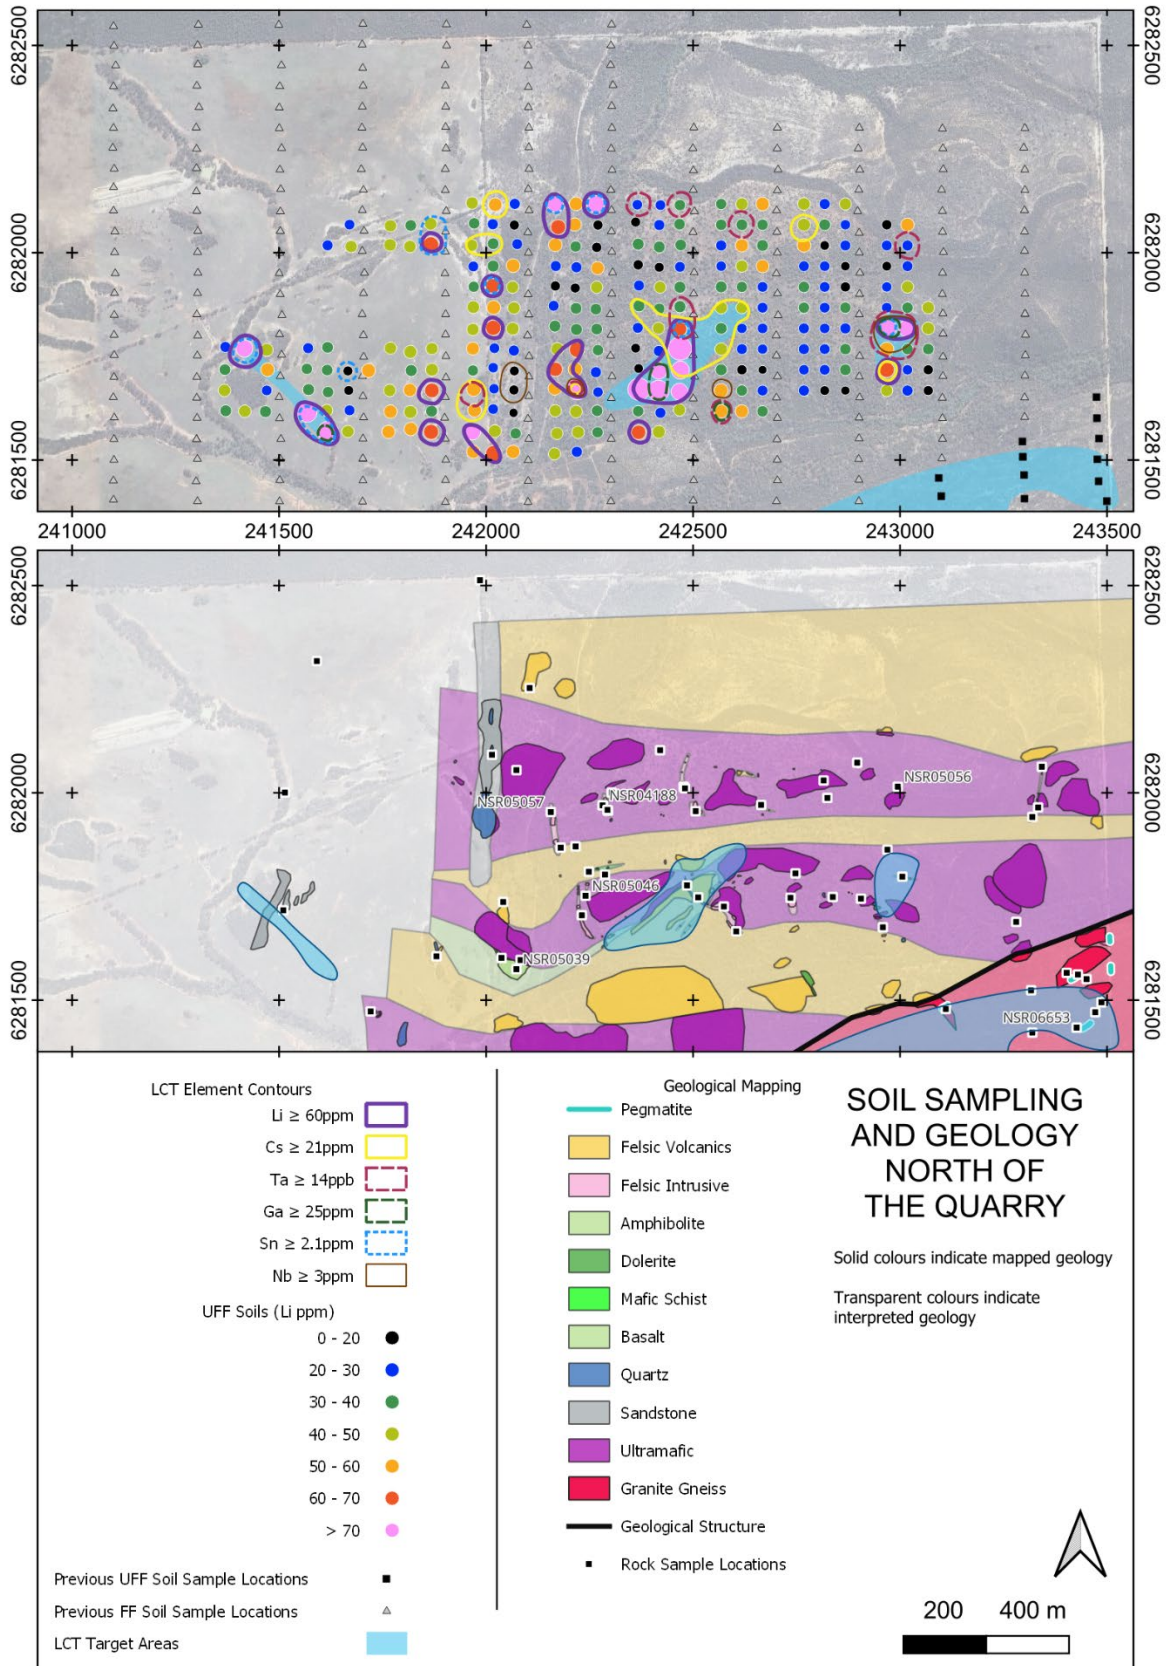 6282500
6282500
6282000
6282000
6281500
6281500
241000
241500
242000
242500
243000
243500
6282500
6282500
6282000
6282000
6281500
6281500
NSR05057
NSR04188
NSR05056
NSR05046
NSR05039
NSR06653
LCT Element Contours
Li ≥ 60ppm
Cs ≥ 21ppm
Ta ≥ 14ppb
Ga ≥ 25ppm
Sn ≥ 2.1ppm
Nb ≥ 3ppm
UFF Soils (Li ppm)
0 - 20
20 - 30
30 - 40
40 - 50
50 - 60
60 - 70
> 70
Previous UFF Soil Sample Locations
Previous FF Soil Sample Locations
LCT Target Areas
Geological Mapping
Pegmatite
Felsic Volcanics
Felsic Intrusive
Amphibolite
Dolerite
Mafic Schist
Basalt
Quartz
Sandstone
Ultramafic
Granite Gneiss
Geological Structure
Rock Sample Locations
SOIL SAMPLING
AND GEOLOGY
NORTH OF
THE QUARRY
Solid colours indicate mapped geology
Transparent colours indicate
interpreted geology
200 400 m